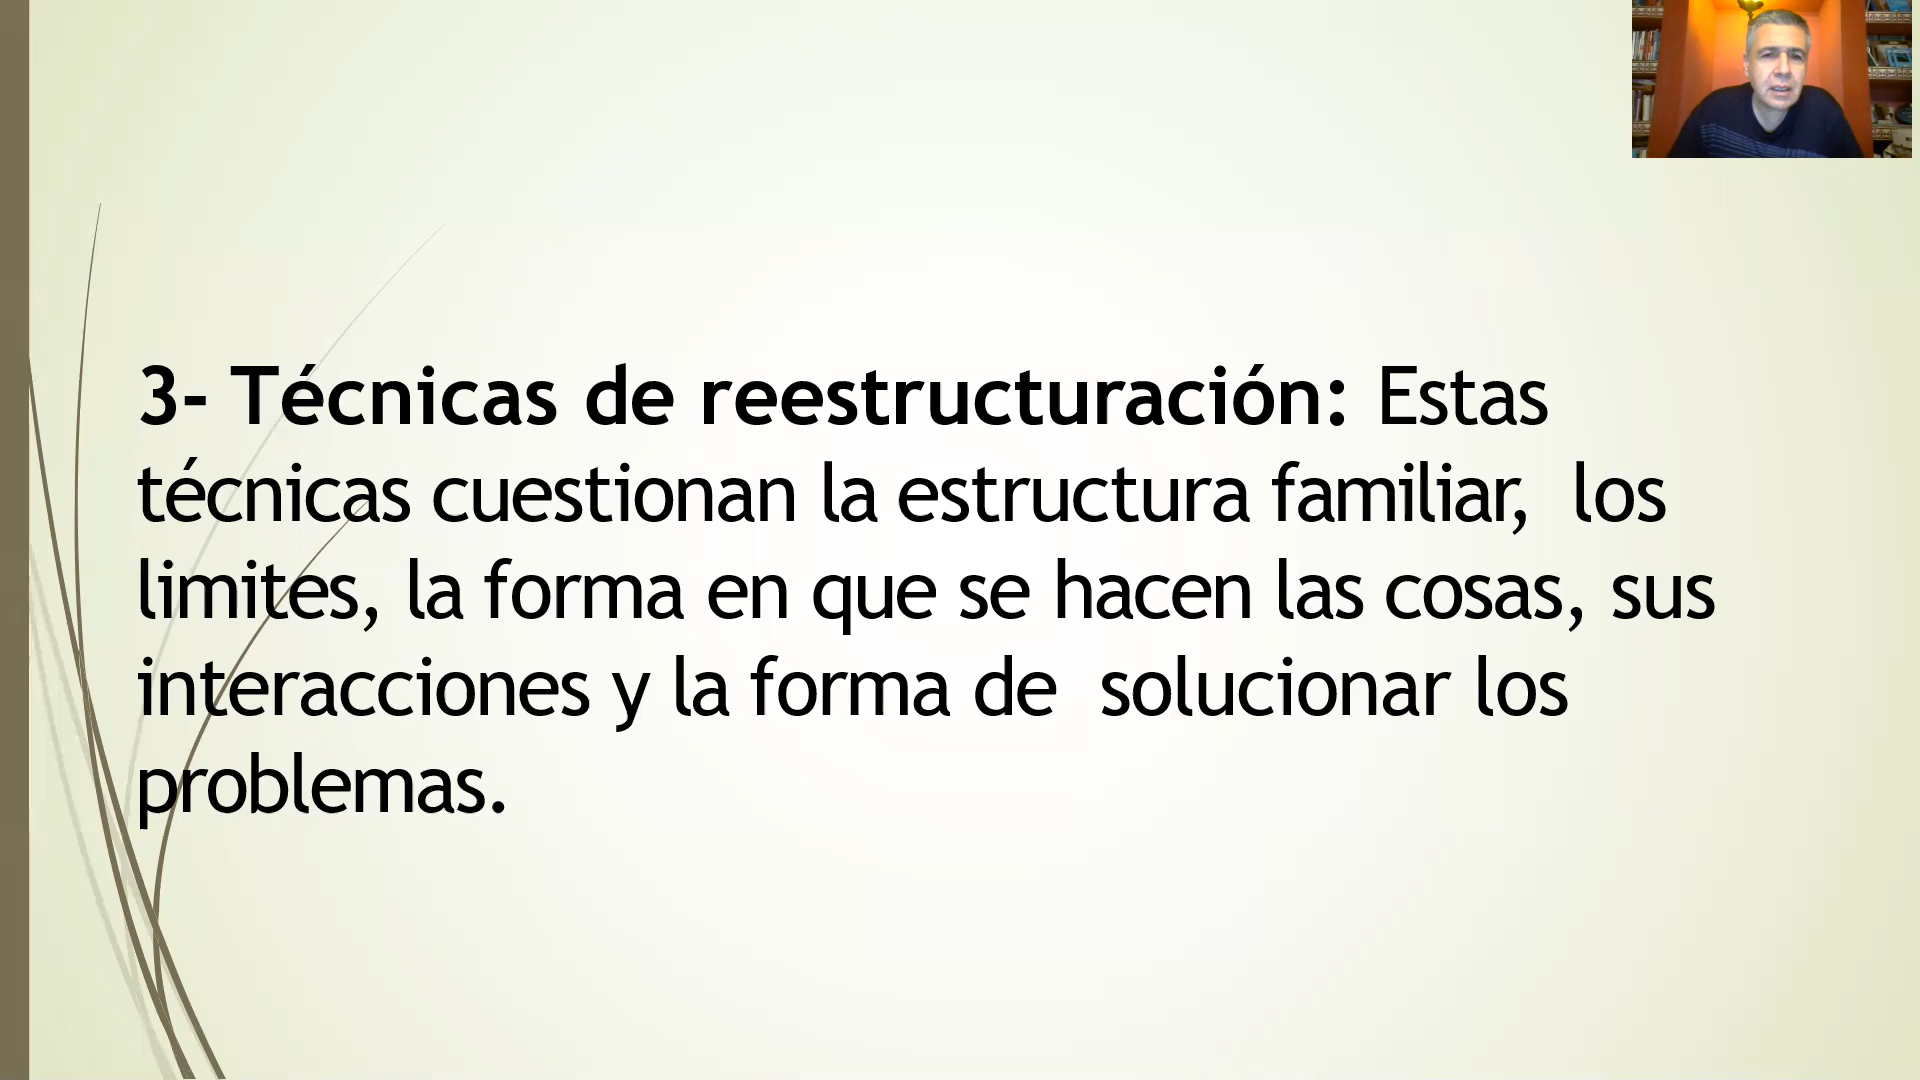 3- Técnicas de reestructuración: Estas
técnicas cuestionan la estructura familiar,  los
limites, la forma en que se hacen las cosas, sus
interacciones y la forma de  solucionar los
problemas.